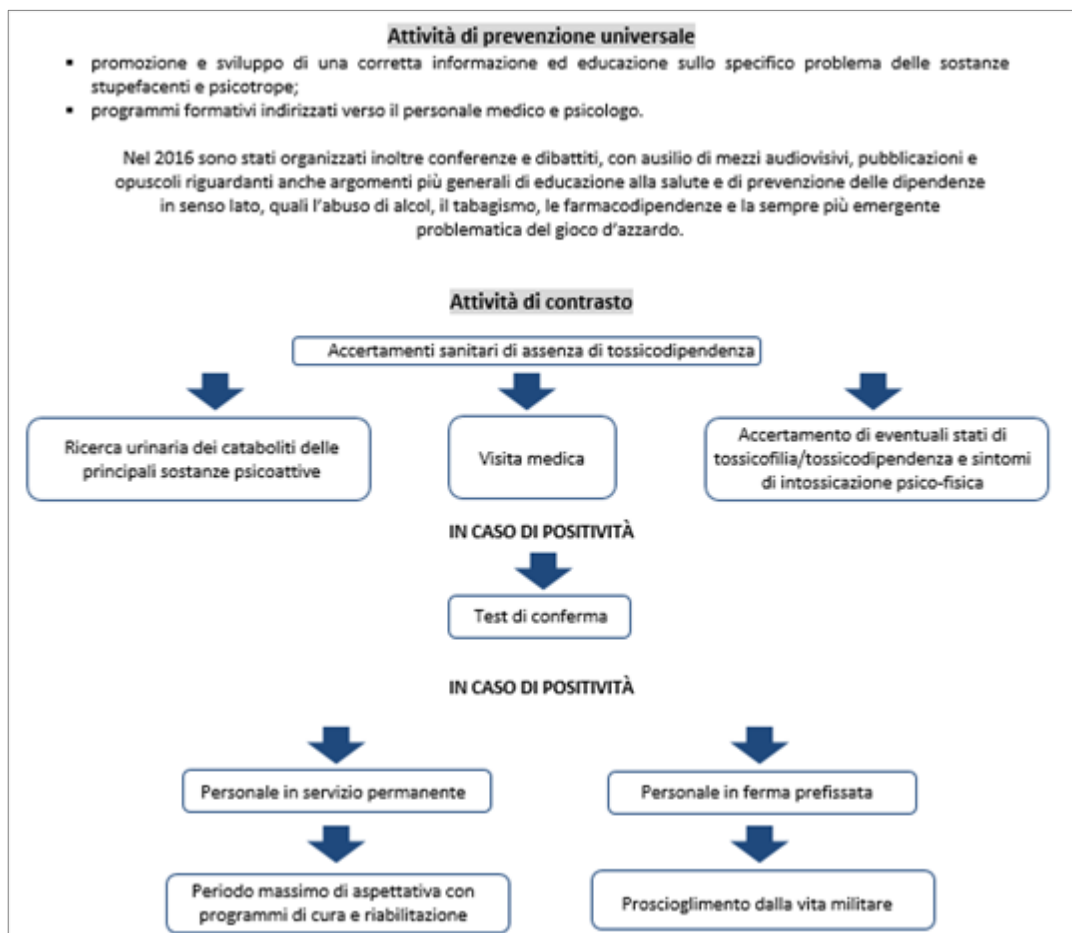 Attività di prevenzione universale
▪ promozione e sviluppo di una corretta informazione ed educazione sullo specifico problema delle sostanze
stupefacenti e psicotrope;
▪ programmi formativi indirizzati verso il personale medico e psicologo.
Nel 2016 sono stati organizzati inoltre conferenze e dibattiti, con ausilio di mezzi audiovisivi, pubblicazioni e
opuscoli riguardanti anche argomenti più generali di educazione alla salute e di prevenzione delle dipendenze
in senso lato, quali l'abuso di alcol, il tabagismo, le farmacodipendenze e la sempre più emergente
problematica del gioco d'azzardo.
Attività di contrasto
Accertamenti sanitari di assenza di tossicodipendenza
Ricerca urinaria dei cataboliti delle
principali sostanze psicoattive
Visita medica
Accertamento di eventuali stati di
tossicofilia/tossicodipendenza e sintomi
di intossicazione psico-fisica
IN CASO DI POSITIVITÀ
Test di conferma
IN CASO DI POSITIVITÀ
Personale in servizio permanente
Personale in ferma prefissata
Periodo massimo di aspettativa con
programmi di cura e riabilitazione
Proscioglimento dalla vita militare